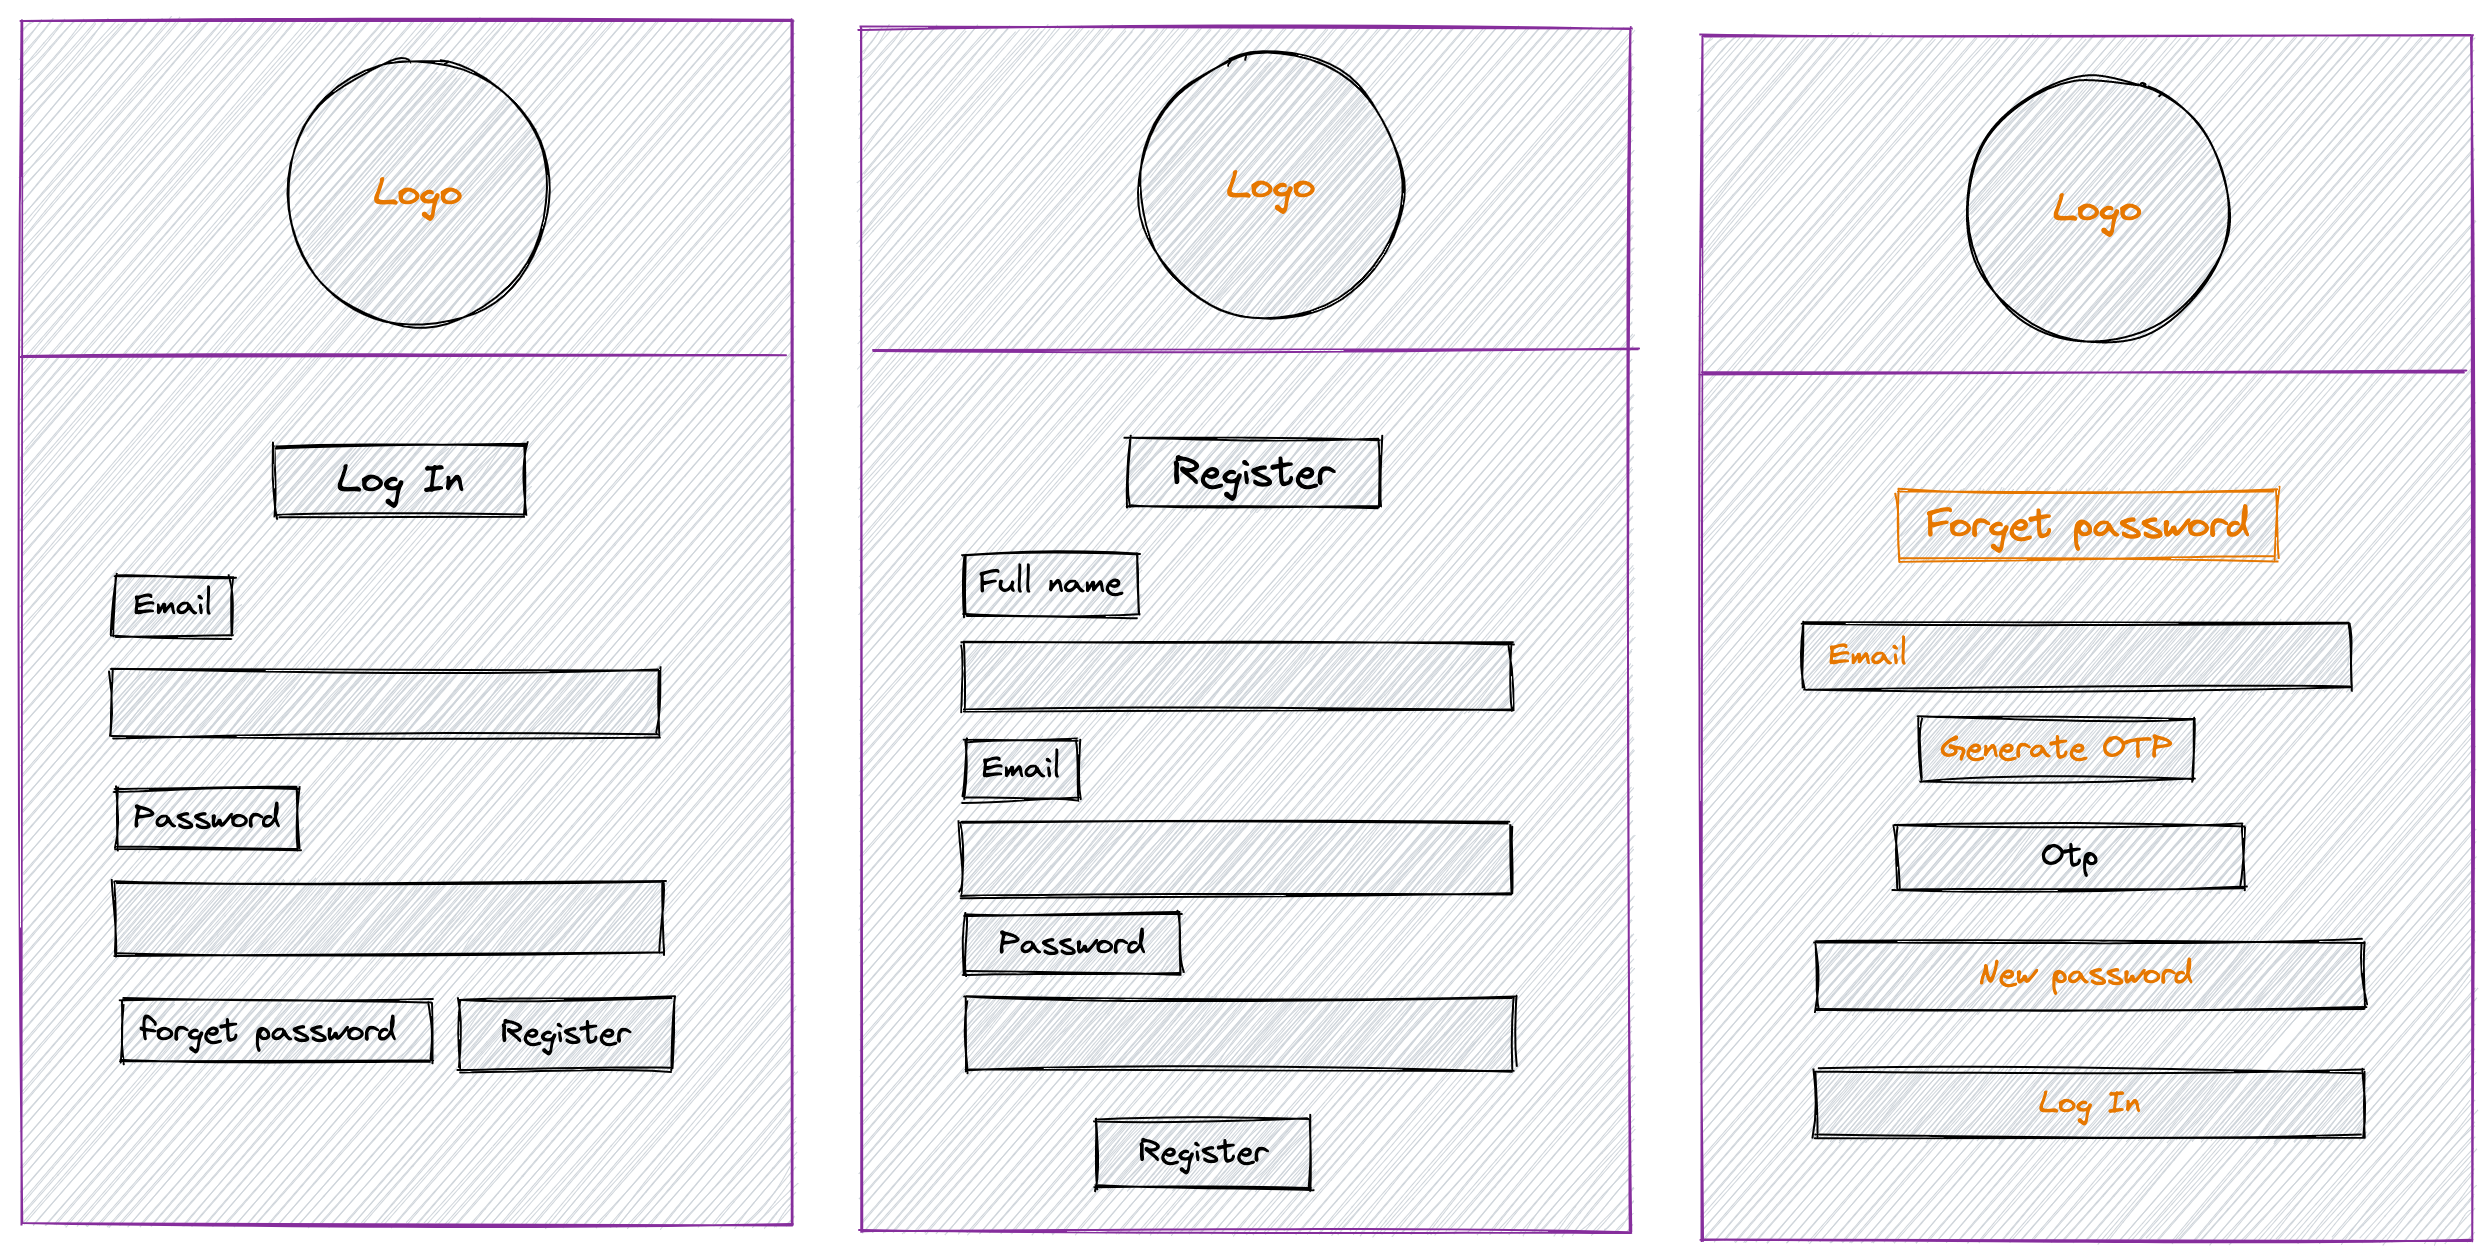 Logo
Log In
Email
Password
forget password
Register
Logo
Register
Full name
Email
Password
Register
Logo
Forget password
Email
Generate OTP
Otp
New password
Log In